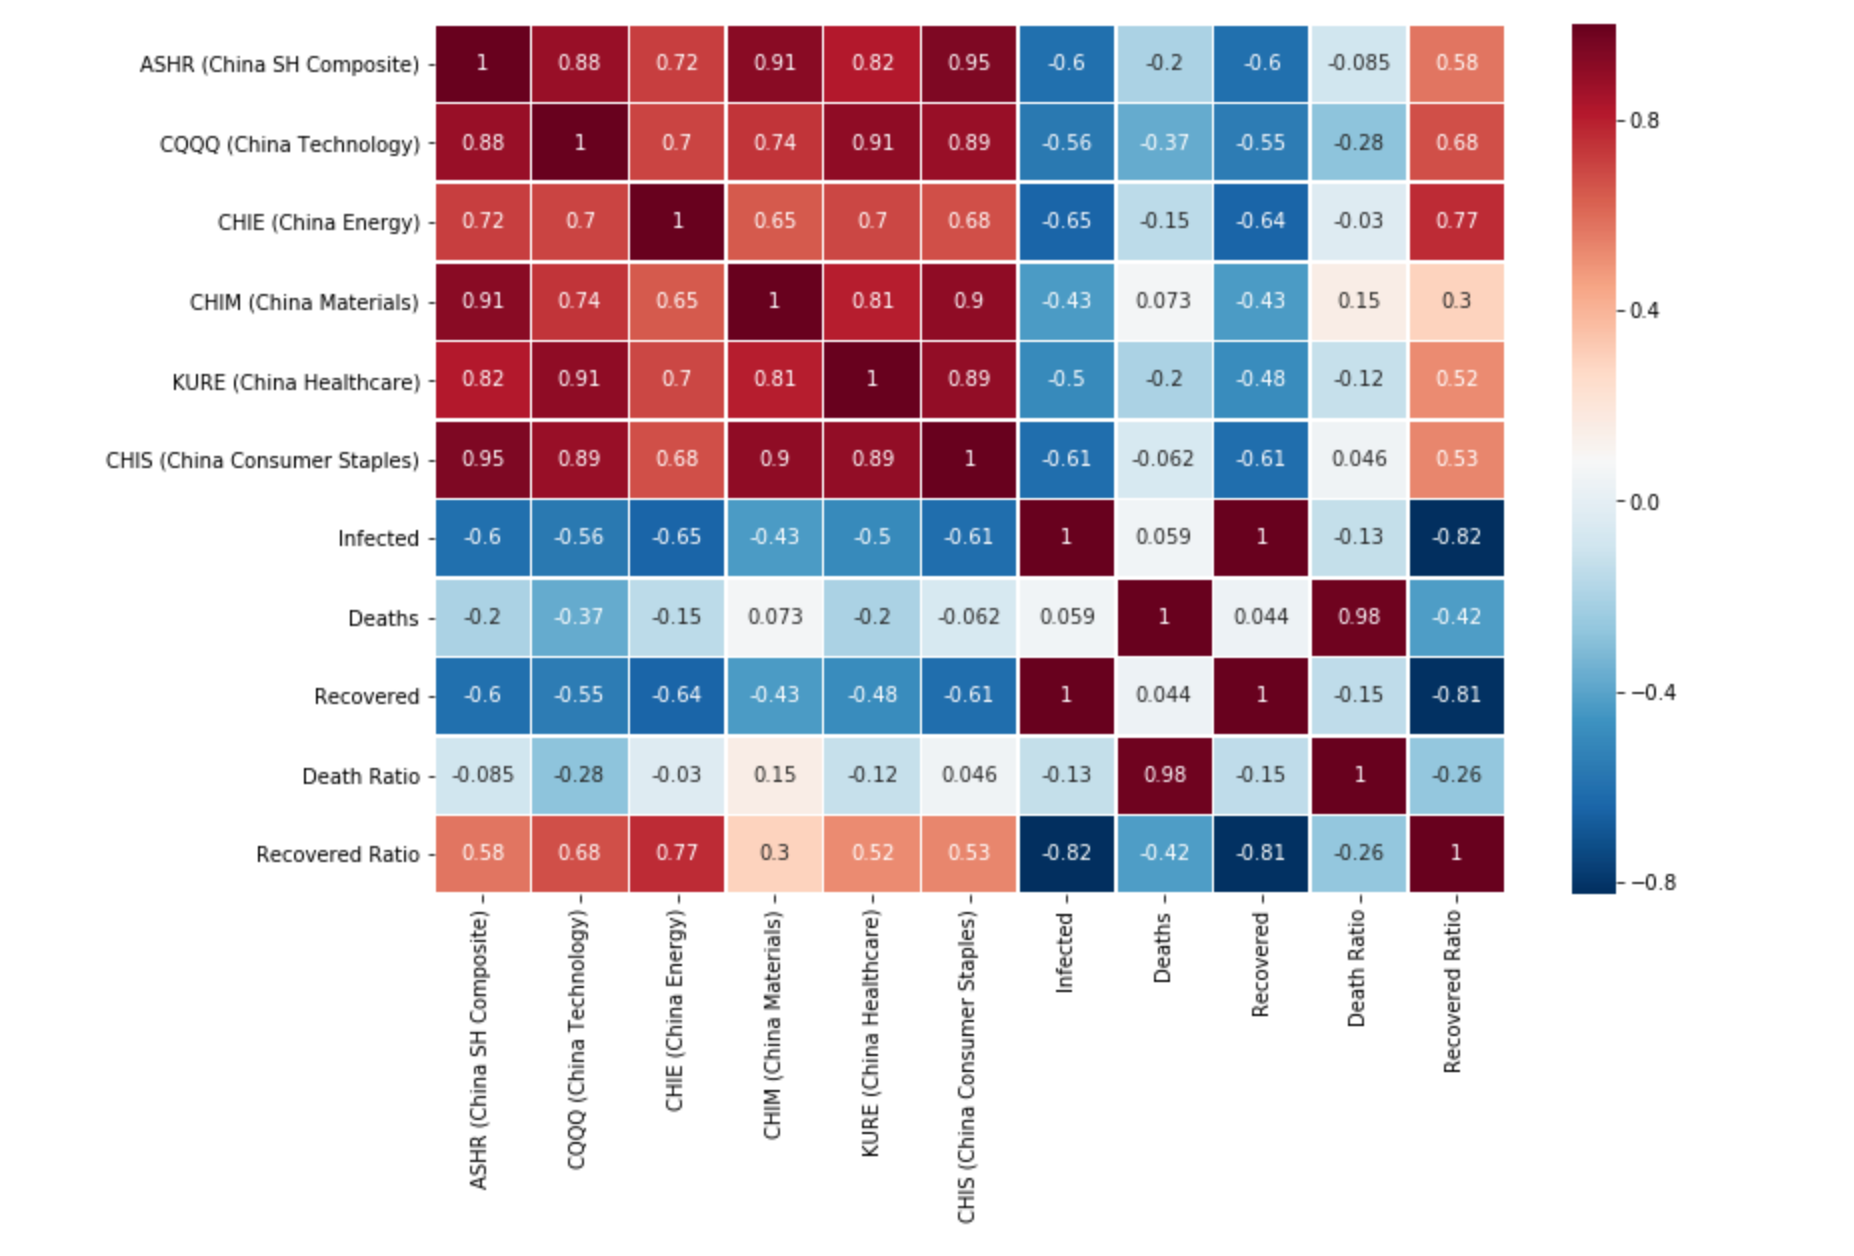 ASHR (China SH Composite) 1 0.88 0.72 0.91 0.82 0.95 -0.6 -0.2 -0.6 -0.085 0.58
CQQQ (China Technology) 0.88 1 0.7 0.74 0.91 0.89 -0.56 -0.37 -0.55 -0.28 0.68
CHIE (China Energy) 0.72 0.7 1 0.65 0.7 0.68 -0.65 -0.15 -0.64 -0.03 0.77
CHIM (China Materials) 0.91 0.74 0.65 1 0.81 0.9 -0.43 0.073 -0.43 0.15 0.3
KURE (China Healthcare) 0.82 0.91 0.7 0.81 1 0.89 -0.5 -0.2 -0.48 -0.12 0.52
CHIS (China Consumer Staples) 0.95 0.89 0.68 0.9 0.89 1 -0.61 -0.062 -0.61 0.046 0.53
Infected -0.6 -0.56 -0.65 -0.43 -0.5 -0.61 1 0.059 1 -0.13 -0.82
Deaths -0.2 -0.37 -0.15 0.073 -0.2 -0.062 0.059 1 0.044 0.98 -0.42
Recovered -0.6 -0.55 -0.64 -0.43 -0.48 -0.61 1 0.044 1 -0.15 -0.81
Death Ratio -0.085 -0.28 -0.03 0.15 -0.12 0.046 -0.13 0.98 -0.15 1 -0.26
Recovered Ratio 0.58 0.68 0.77 0.3 0.52 0.53 -0.82 -0.42 -0.81 -0.26 1
ASHR (China SH Composite)
CQQQ (China Technology)
CHIE (China Energy)
CHIM (China Materials)
KURE (China Healthcare)
CHIS (China Consumer Staples)
Infected
Deaths
Recovered
Death Ratio
Recovered Ratio
0.8
0.4
0.0
−0.4
−0.8